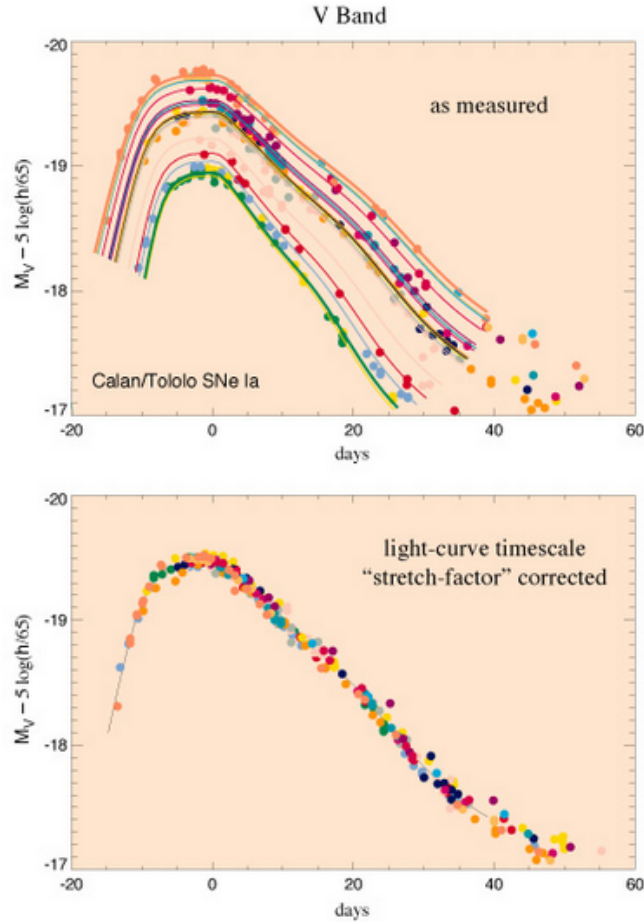 V Band
-20
-19
-18
-17
M_V – 5 log(h/65)
as measured
Calan/Tololo SNe Ia
-20 0 20 40 60
days
-20
-19
-18
-17
M_V – 5 log(h/65)
light-curve timescale
“stretch-factor” corrected
-20 0 20 40 60
days